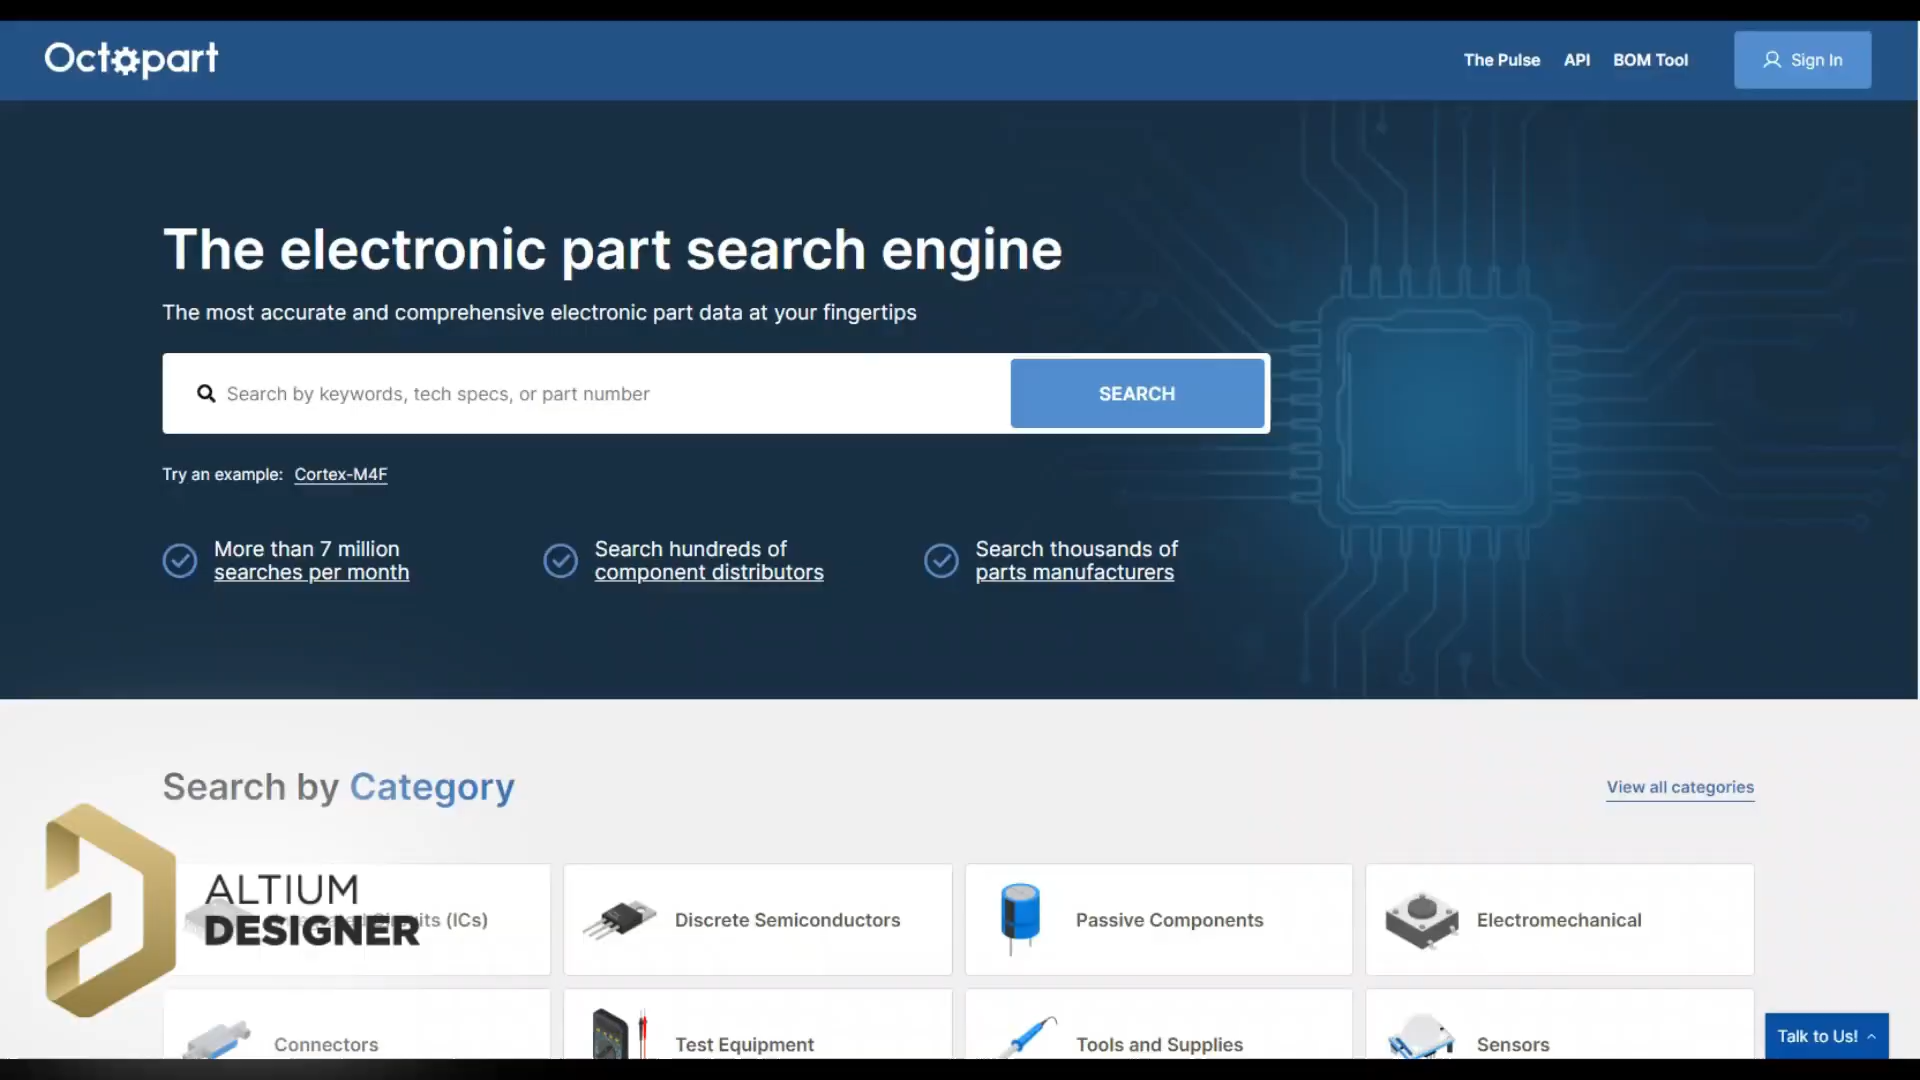 Octopart
The Pulse
API
BOM Tool
Sign In
The electronic part search engine
The most accurate and comprehensive electronic part data at your fingertips
Search by keywords, tech specs, or part number
SEARCH
Try an example: Cortex-M4F
More than 7 million
searches per month
Search hundreds of
component distributors
Search thousands of
parts manufacturers
Search by Category
View all categories
ALTIUM
DESIGNER
(ICs)
Discrete Semiconductors
Passive Components
Electromechanical
Connectors
Test Equipment
Tools and Supplies
Sensors
Talk to Us!